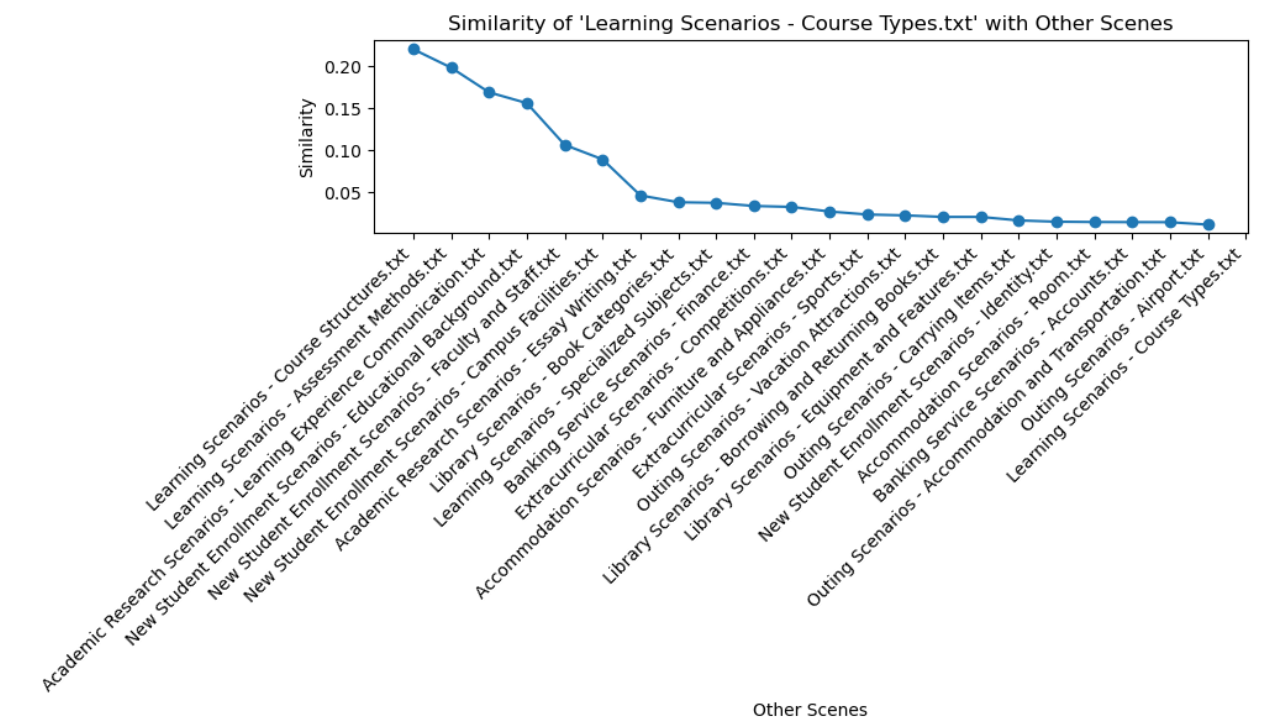 Similarity of 'Learning Scenarios - Course Types.txt' with Other Scenes
Similarity
0.20
0.15
0.10
0.05
Learning Scenarios - Course Structures.txt
Learning Scenarios - Assessment Methods.txt
Academic Research Scenarios - Learning Experience Communication.txt
New Student Enrollment Scenarios - Educational Background.txt
New Student Enrollment Scenarios - Faculty and Staff.txt
New Student Enrollment Scenarios - Campus Facilities.txt
Academic Research Scenarios - Essay Writing.txt
Library Scenarios - Book Categories.txt
Learning Scenarios - Specialized Subjects.txt
Banking Service Scenarios - Finance.txt
Extracurricular Scenarios - Competitions.txt
Accommodation Scenarios - Furniture and Appliances.txt
Extracurricular Scenarios - Sports.txt
Outing Scenarios - Vacation Attractions.txt
Library Scenarios - Borrowing and Returning Books.txt
Library Scenarios - Equipment and Features.txt
Outing Scenarios - Carrying Items.txt
New Student Enrollment Scenarios - Identity.txt
Accommodation Scenarios - Room.txt
Banking Service Scenarios - Accounts.txt
Outing Scenarios - Accommodation and Transportation.txt
Outing Scenarios - Airport.txt
Learning Scenarios - Course Types.txt
Other Scenes